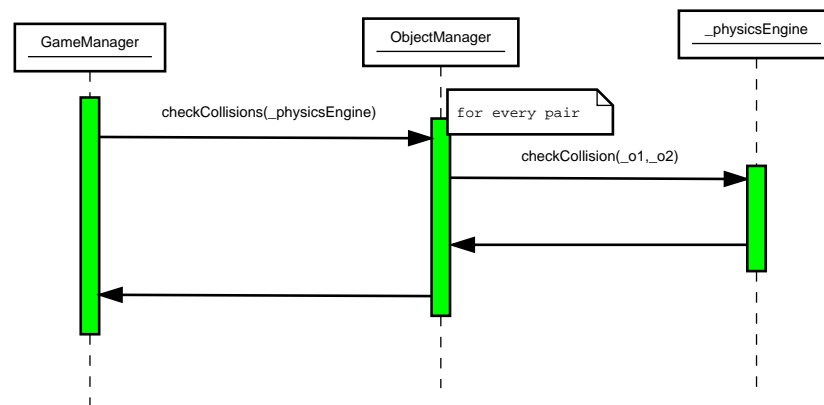 GameManager
ObjectManager
_physicsEngine
checkCollisions(_physicsEngine)
for every pair
checkCollision(_o1,_o2)